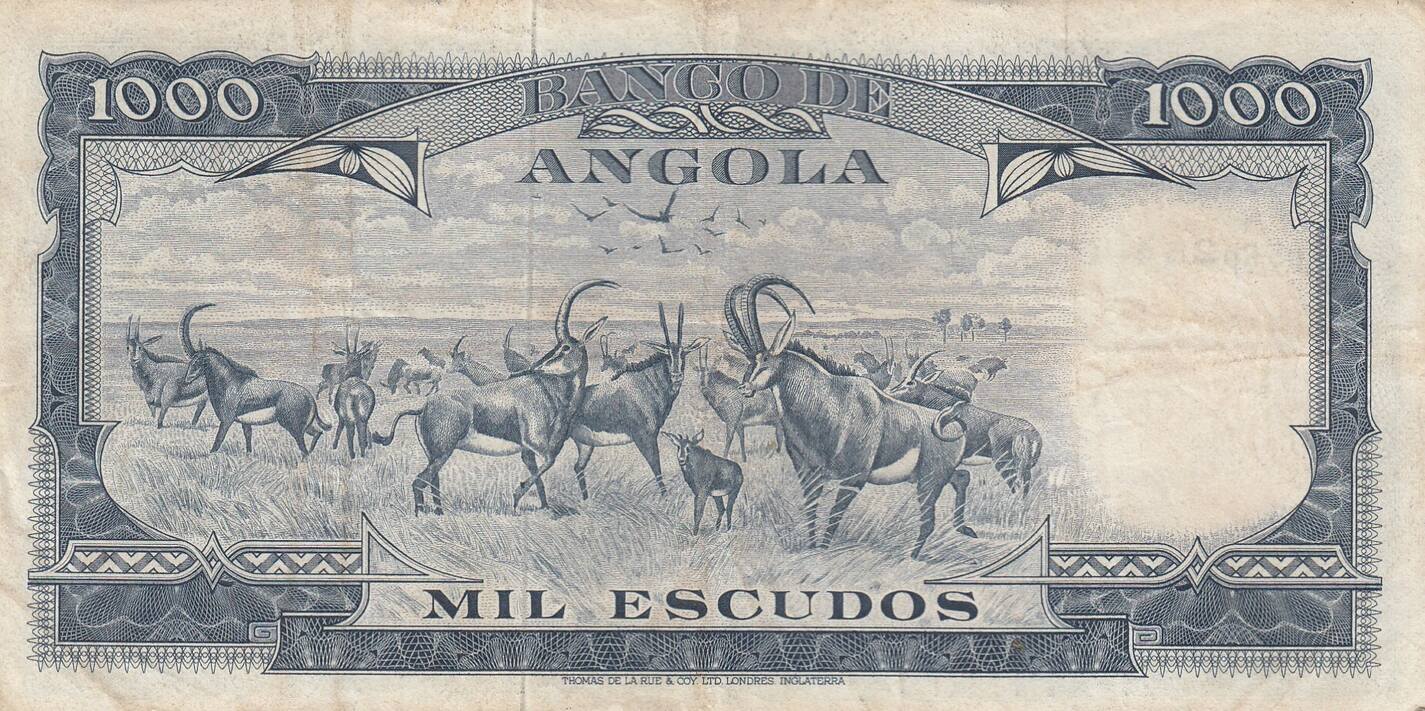 1000
1000
BANCO DE
ANGOLA
MIL ESCUDOS
THOMAS DE LA RUE & COY. LTD. LONDRES INGLATERRA